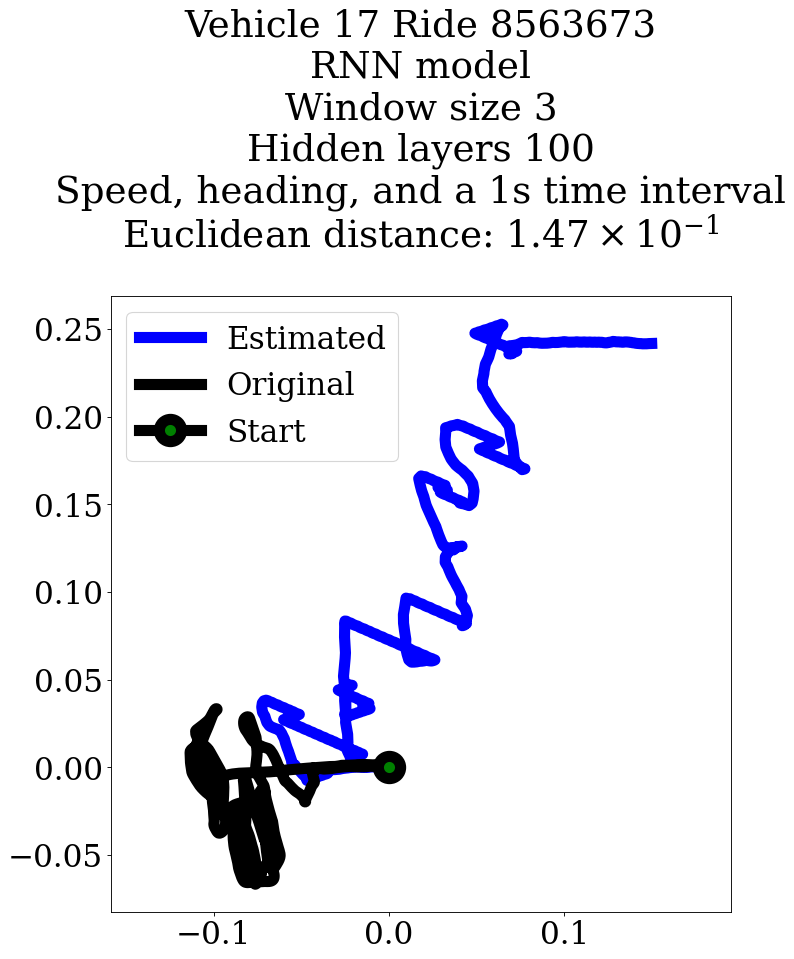 Vehicle 17 Ride 8563673
RNN model
Window size 3
Hidden layers 100
Speed, heading, and a 1s time interval
Euclidean distance: 1.47 × 10⁻¹
Estimated
Original
Start
0.25
0.20
0.15
0.10
0.05
0.00
−0.05
−0.1
0.0
0.1